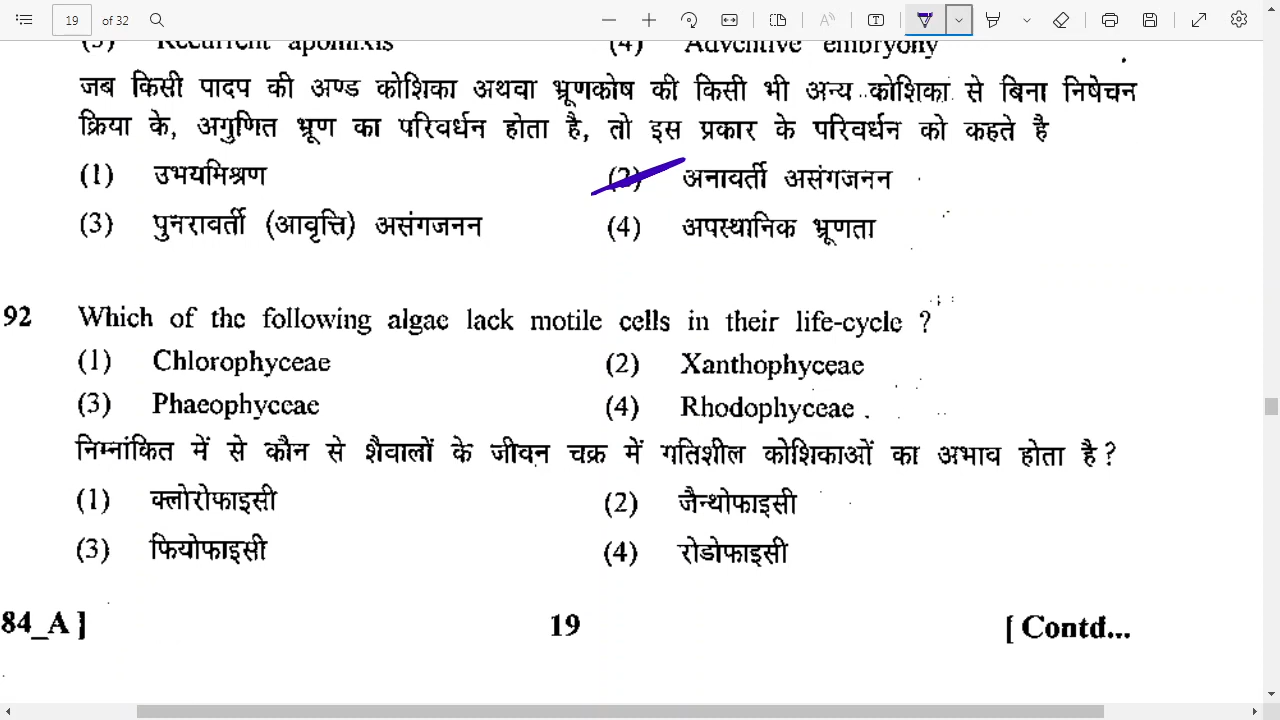 19 of 32
(3) Recurrent apomixis (4) Adventive embryony
जब किसी पादप की अण्ड कोशिका अथवा भ्रूणकोष की किसी भी अन्य कोशिका से बिना निषेचन
क्रिया के, अगुणित भ्रूण का परिवर्धन होता है, तो इस प्रकार के परिवर्धन को कहते है
(1) उभयमिश्रण (2) अनावर्ती असंगजनन
(3) पुनरावर्ती (आवृत्ति) असंगजनन (4) अपस्थानिक भ्रूणता
92 Which of the following algae lack motile cells in their life-cycle ?
(1) Chlorophyceae (2) Xanthophyceae
(3) Phaeophyceae (4) Rhodophyceae
निम्नांकित में से कौन से शैवालों के जीवन चक्र में गतिशील कोशिकाओं का अभाव होता है ?
(1) क्लोरोफाइसी (2) जैन्थोफाइसी
(3) फियोफाइसी (4) रोडोफाइसी
84_A ] 19 [ Contd...